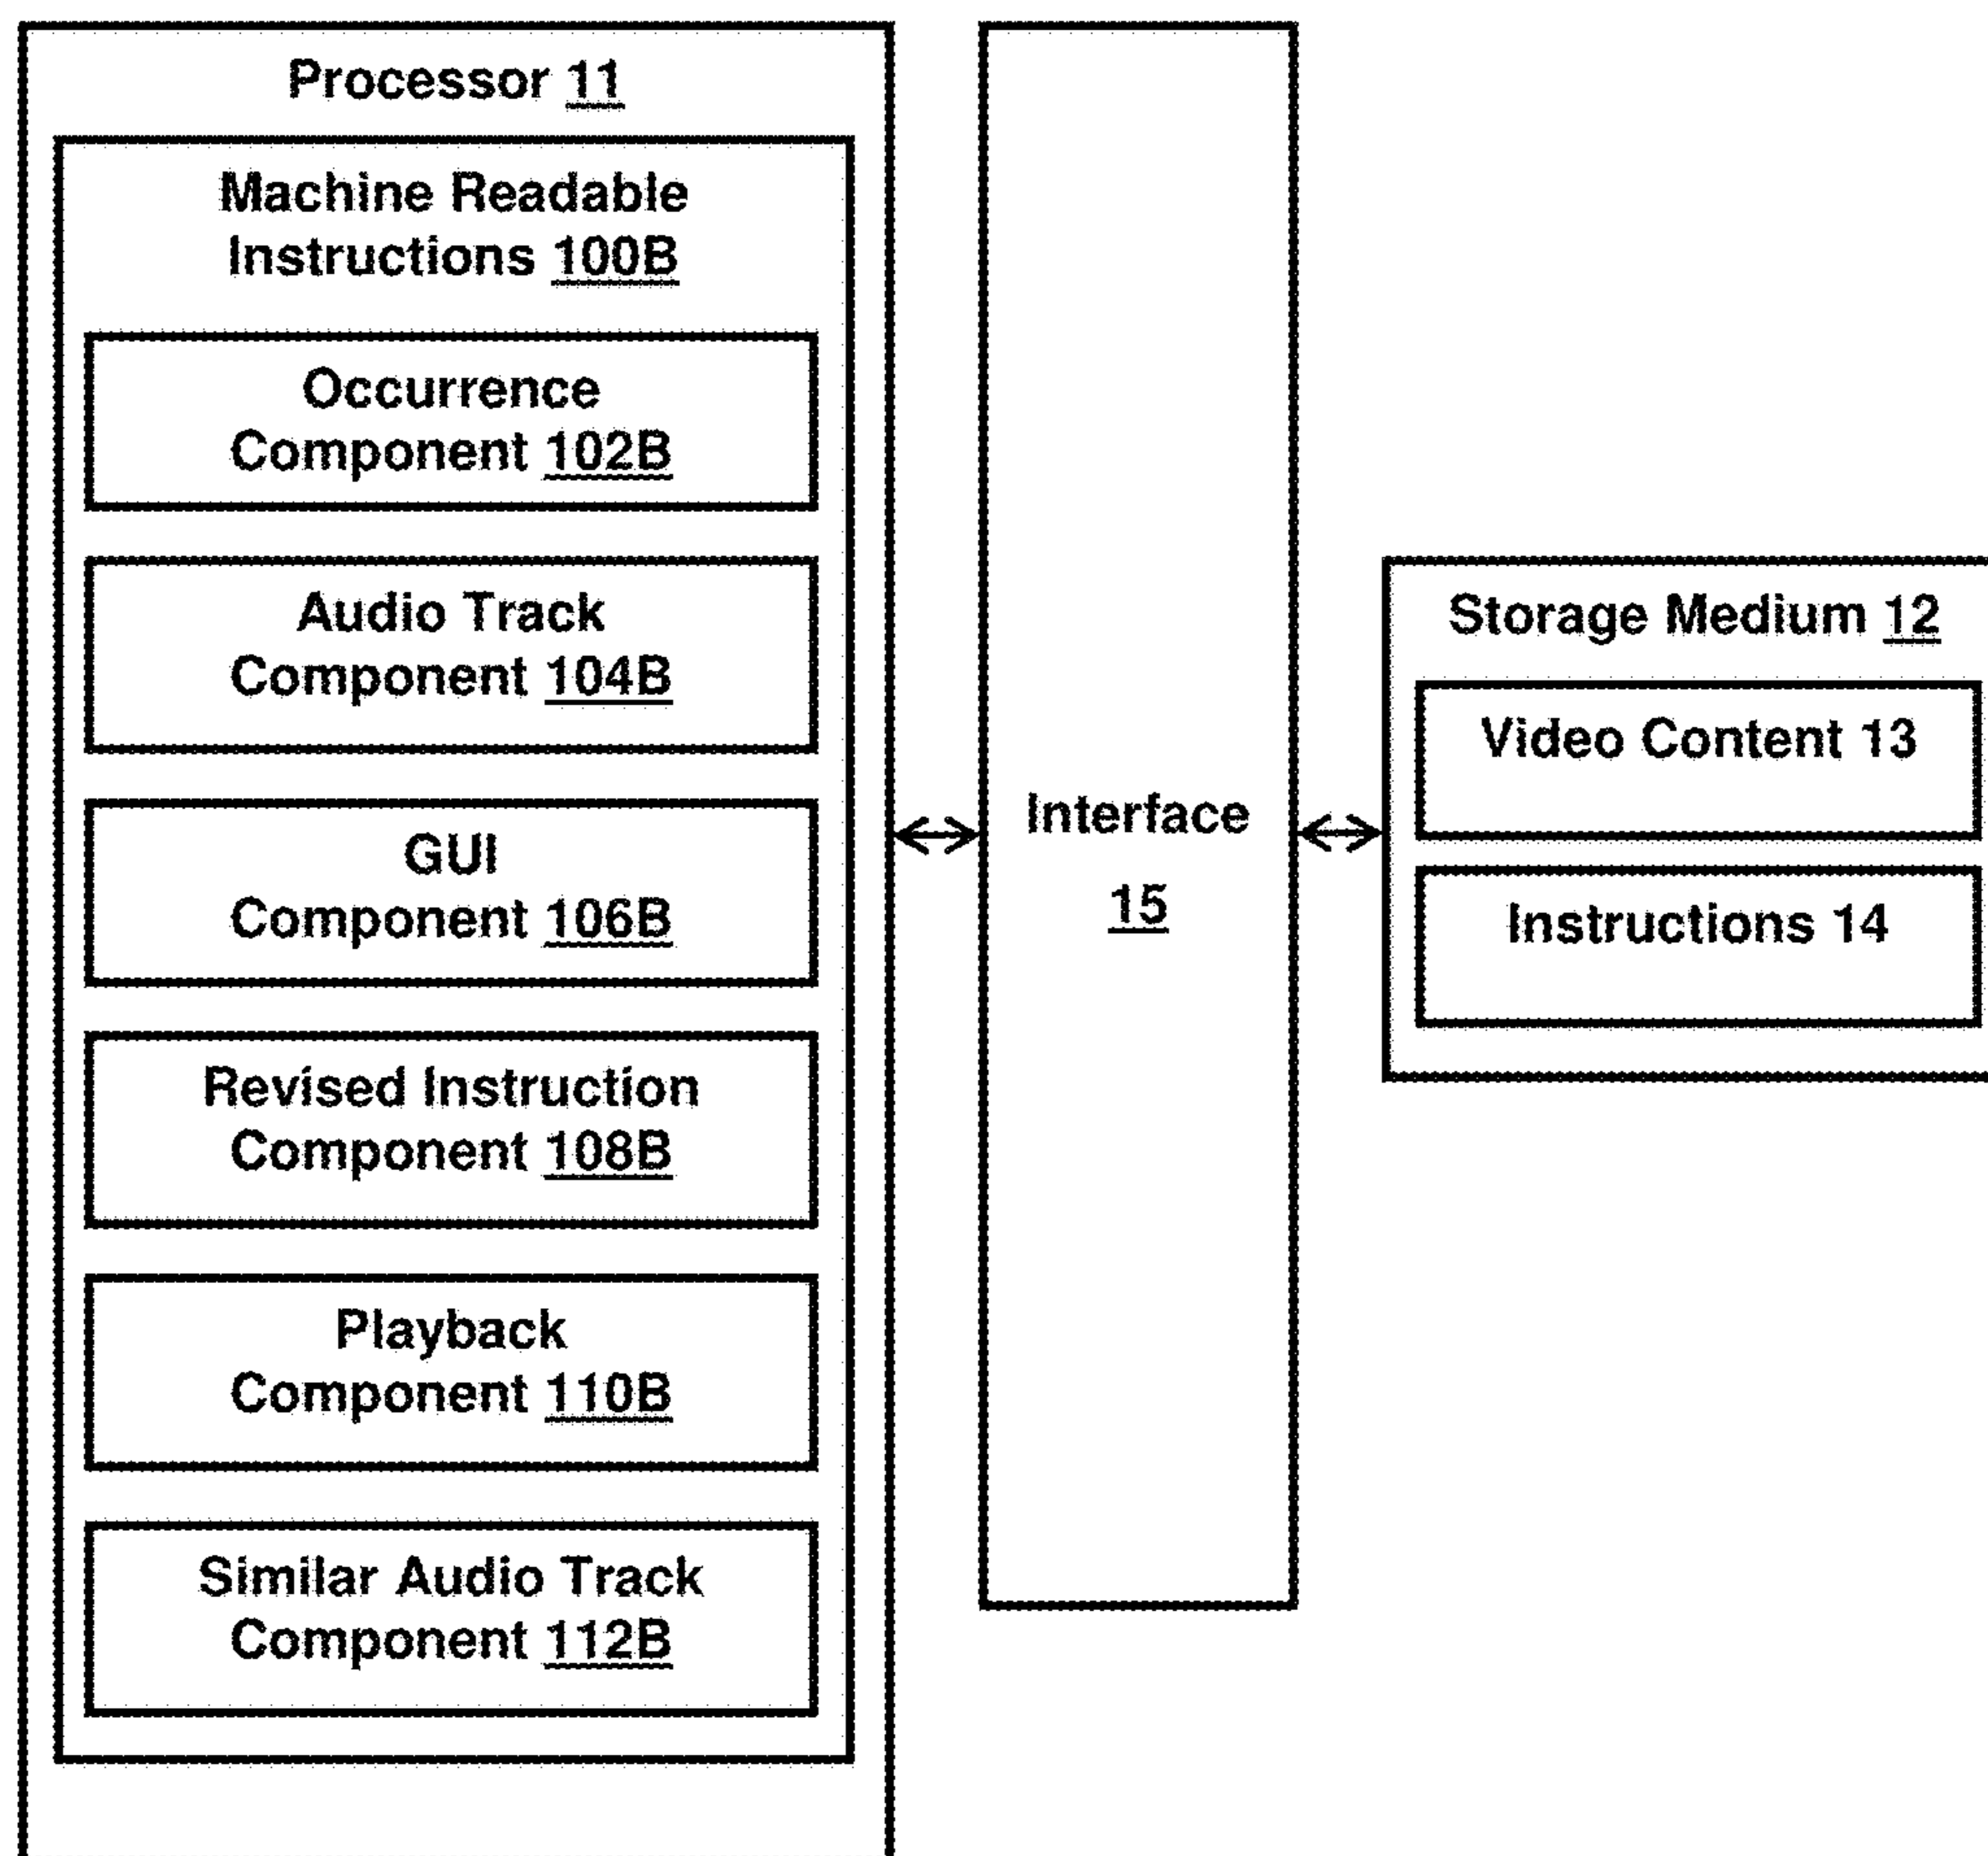 Processor 11
Machine Readable
Instructions 100B
Occurrence
Component 102B
Audio Track
Component 104B
GUI
Component 106B
Revised Instruction
Component 108B
Playback
Component 110B
Similar Audio Track
Component 112B
Interface
15
Storage Medium 12
Video Content 13
Instructions 14